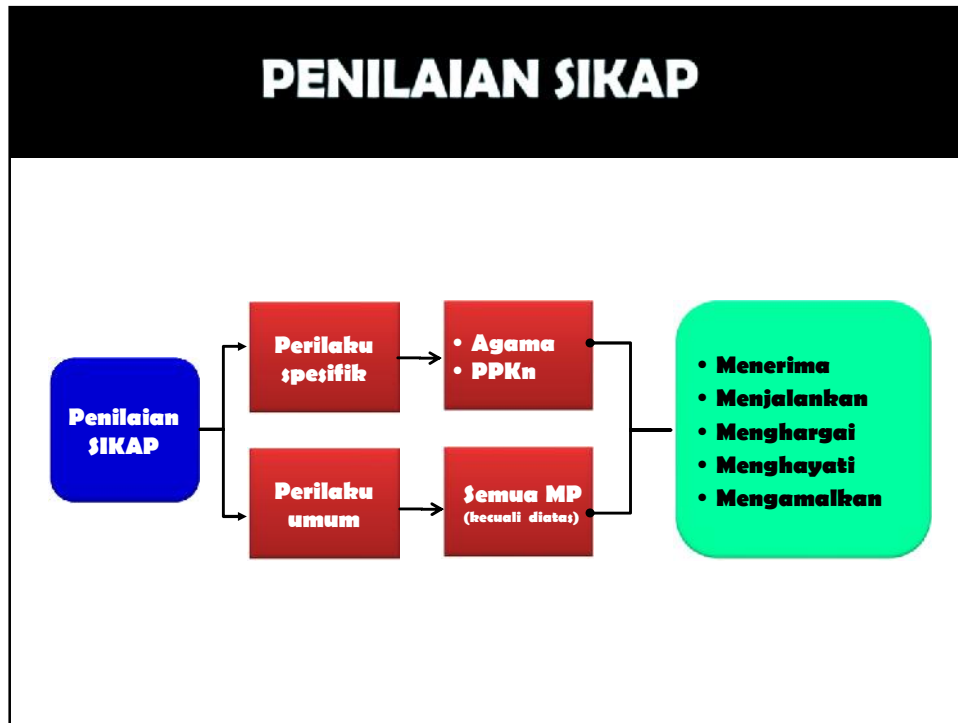 PENILAIAN SIKAP
Penilaian
SIKAP
Perilaku
spesifik
• Agama
• PPKn
Perilaku
umum
Semua MP
(kecuali diatas)
• Menerima
• Menjalankan
• Menghargai
• Menghayati
• Mengamalkan